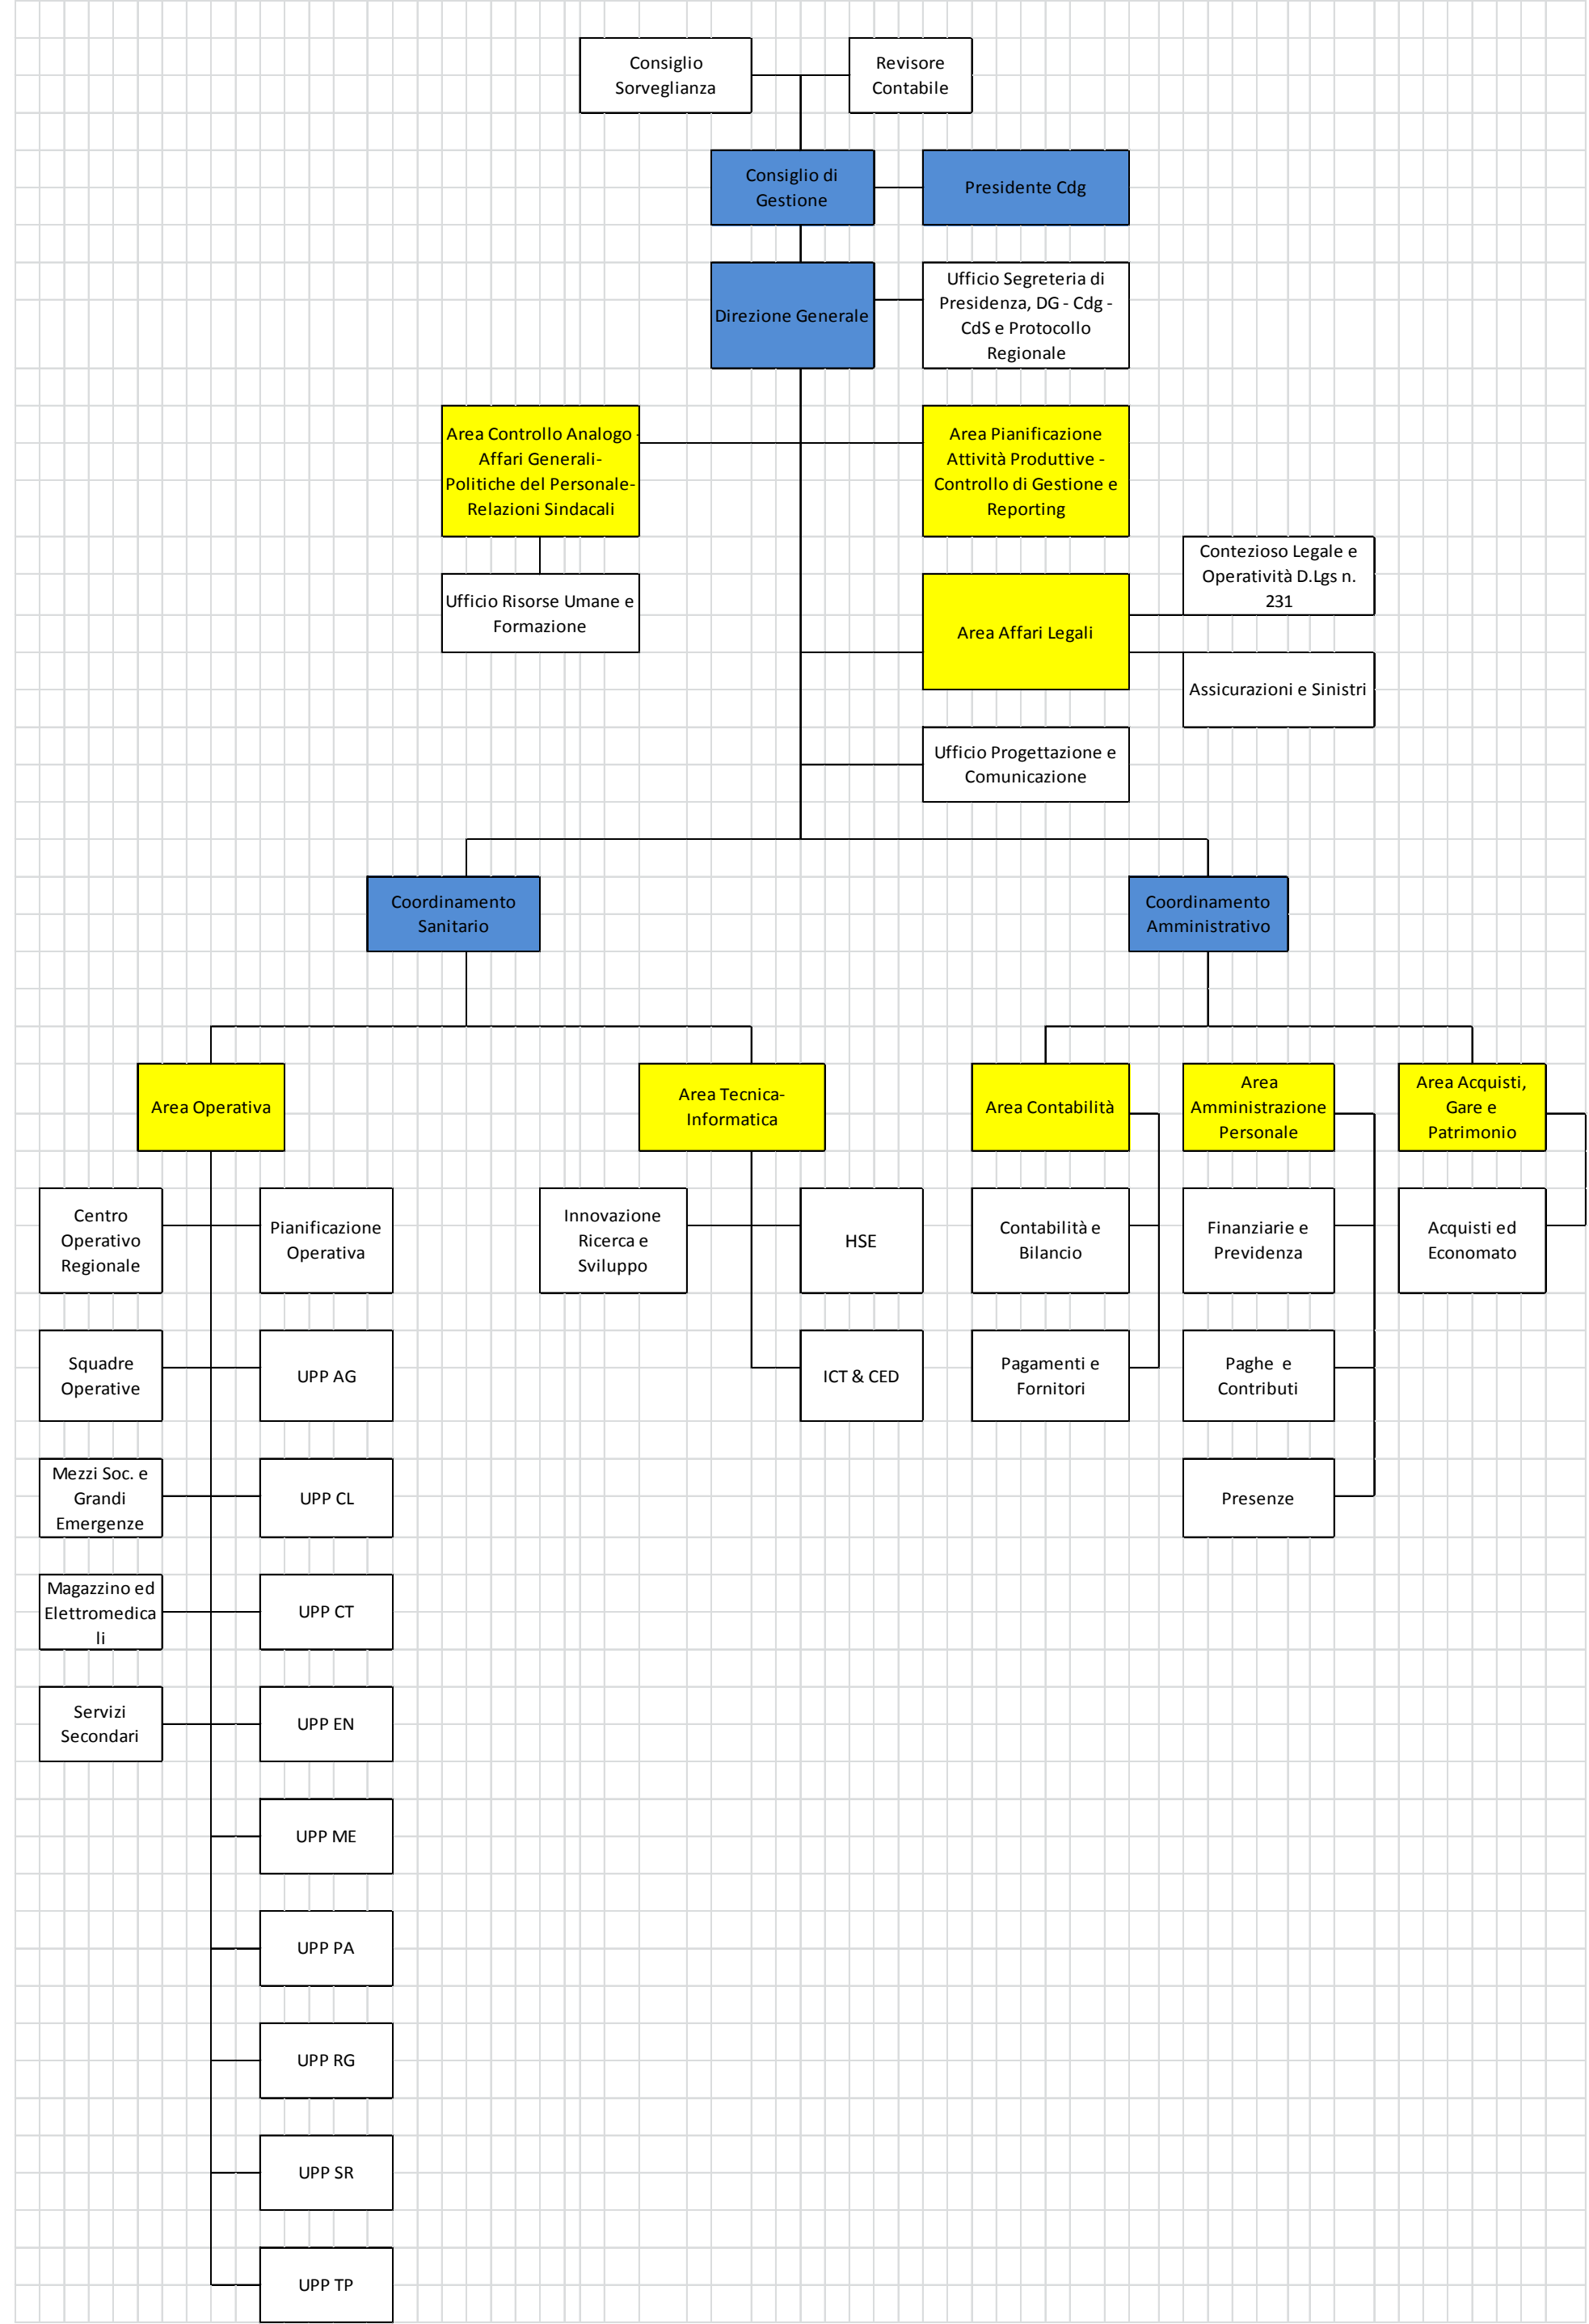 Consiglio
Sorveglianza
Revisore
Contabile
Consiglio di
Gestione
Presidente Cdg
Direzione Generale
Ufficio Segreteria di
Presidenza, DG - Cdg -
CdS e Protocollo
Regionale
Area Controllo Analogo -
Affari Generali-
Politiche del Personale-
Relazioni Sindacali
Area Pianificazione
Attività Produttive -
Controllo di Gestione e
Reporting
Contezioso Legale e
Operatività D.Lgs n.
231
Ufficio Risorse Umane e
Formazione
Area Affari Legali
Assicurazioni e Sinistri
Ufficio Progettazione e
Comunicazione
Coordinamento
Sanitario
Coordinamento
Amministrativo
Area Operativa
Area Tecnica-
Informatica
Area Contabilità
Area
Amministrazione
Personale
Area Acquisti,
Gare e
Patrimonio
Centro
Operativo
Regionale
Pianificazione
Operativa
Innovazione
Ricerca e
Sviluppo
HSE
Contabilità e
Bilancio
Finanziarie e
Previdenza
Acquisti ed
Economato
Squadre
Operative
UPP AG
ICT & CED
Pagamenti e
Fornitori
Paghe  e
Contributi
Mezzi Soc. e
Grandi
Emergenze
UPP CL
Presenze
Magazzino ed
Elettromedica
li
UPP CT
Servizi
Secondari
UPP EN
UPP ME
UPP PA
UPP RG
UPP SR
UPP TP